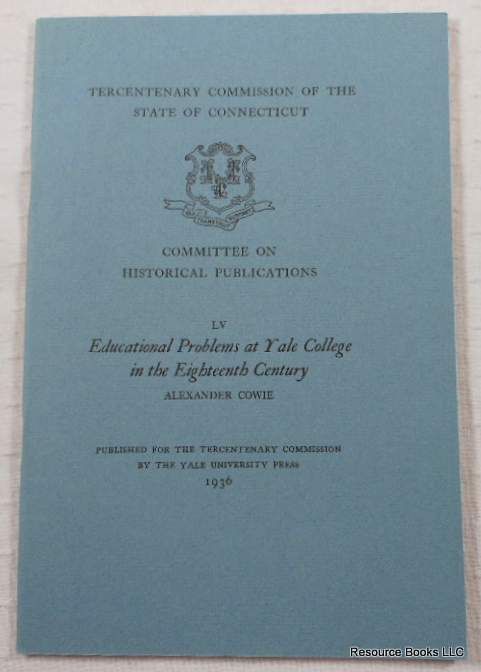 TERCENTENARY COMMISSION OF THE
STATE OF CONNECTICUT
COMMITTEE ON
HISTORICAL PUBLICATIONS
LV
Educational Problems at Yale College
in the Eighteenth Century
ALEXANDER COWIE
PUBLISHED FOR THE TERCENTENARY COMMISSION
BY THE YALE UNIVERSITY PRESS
1936
Resource Books LLC